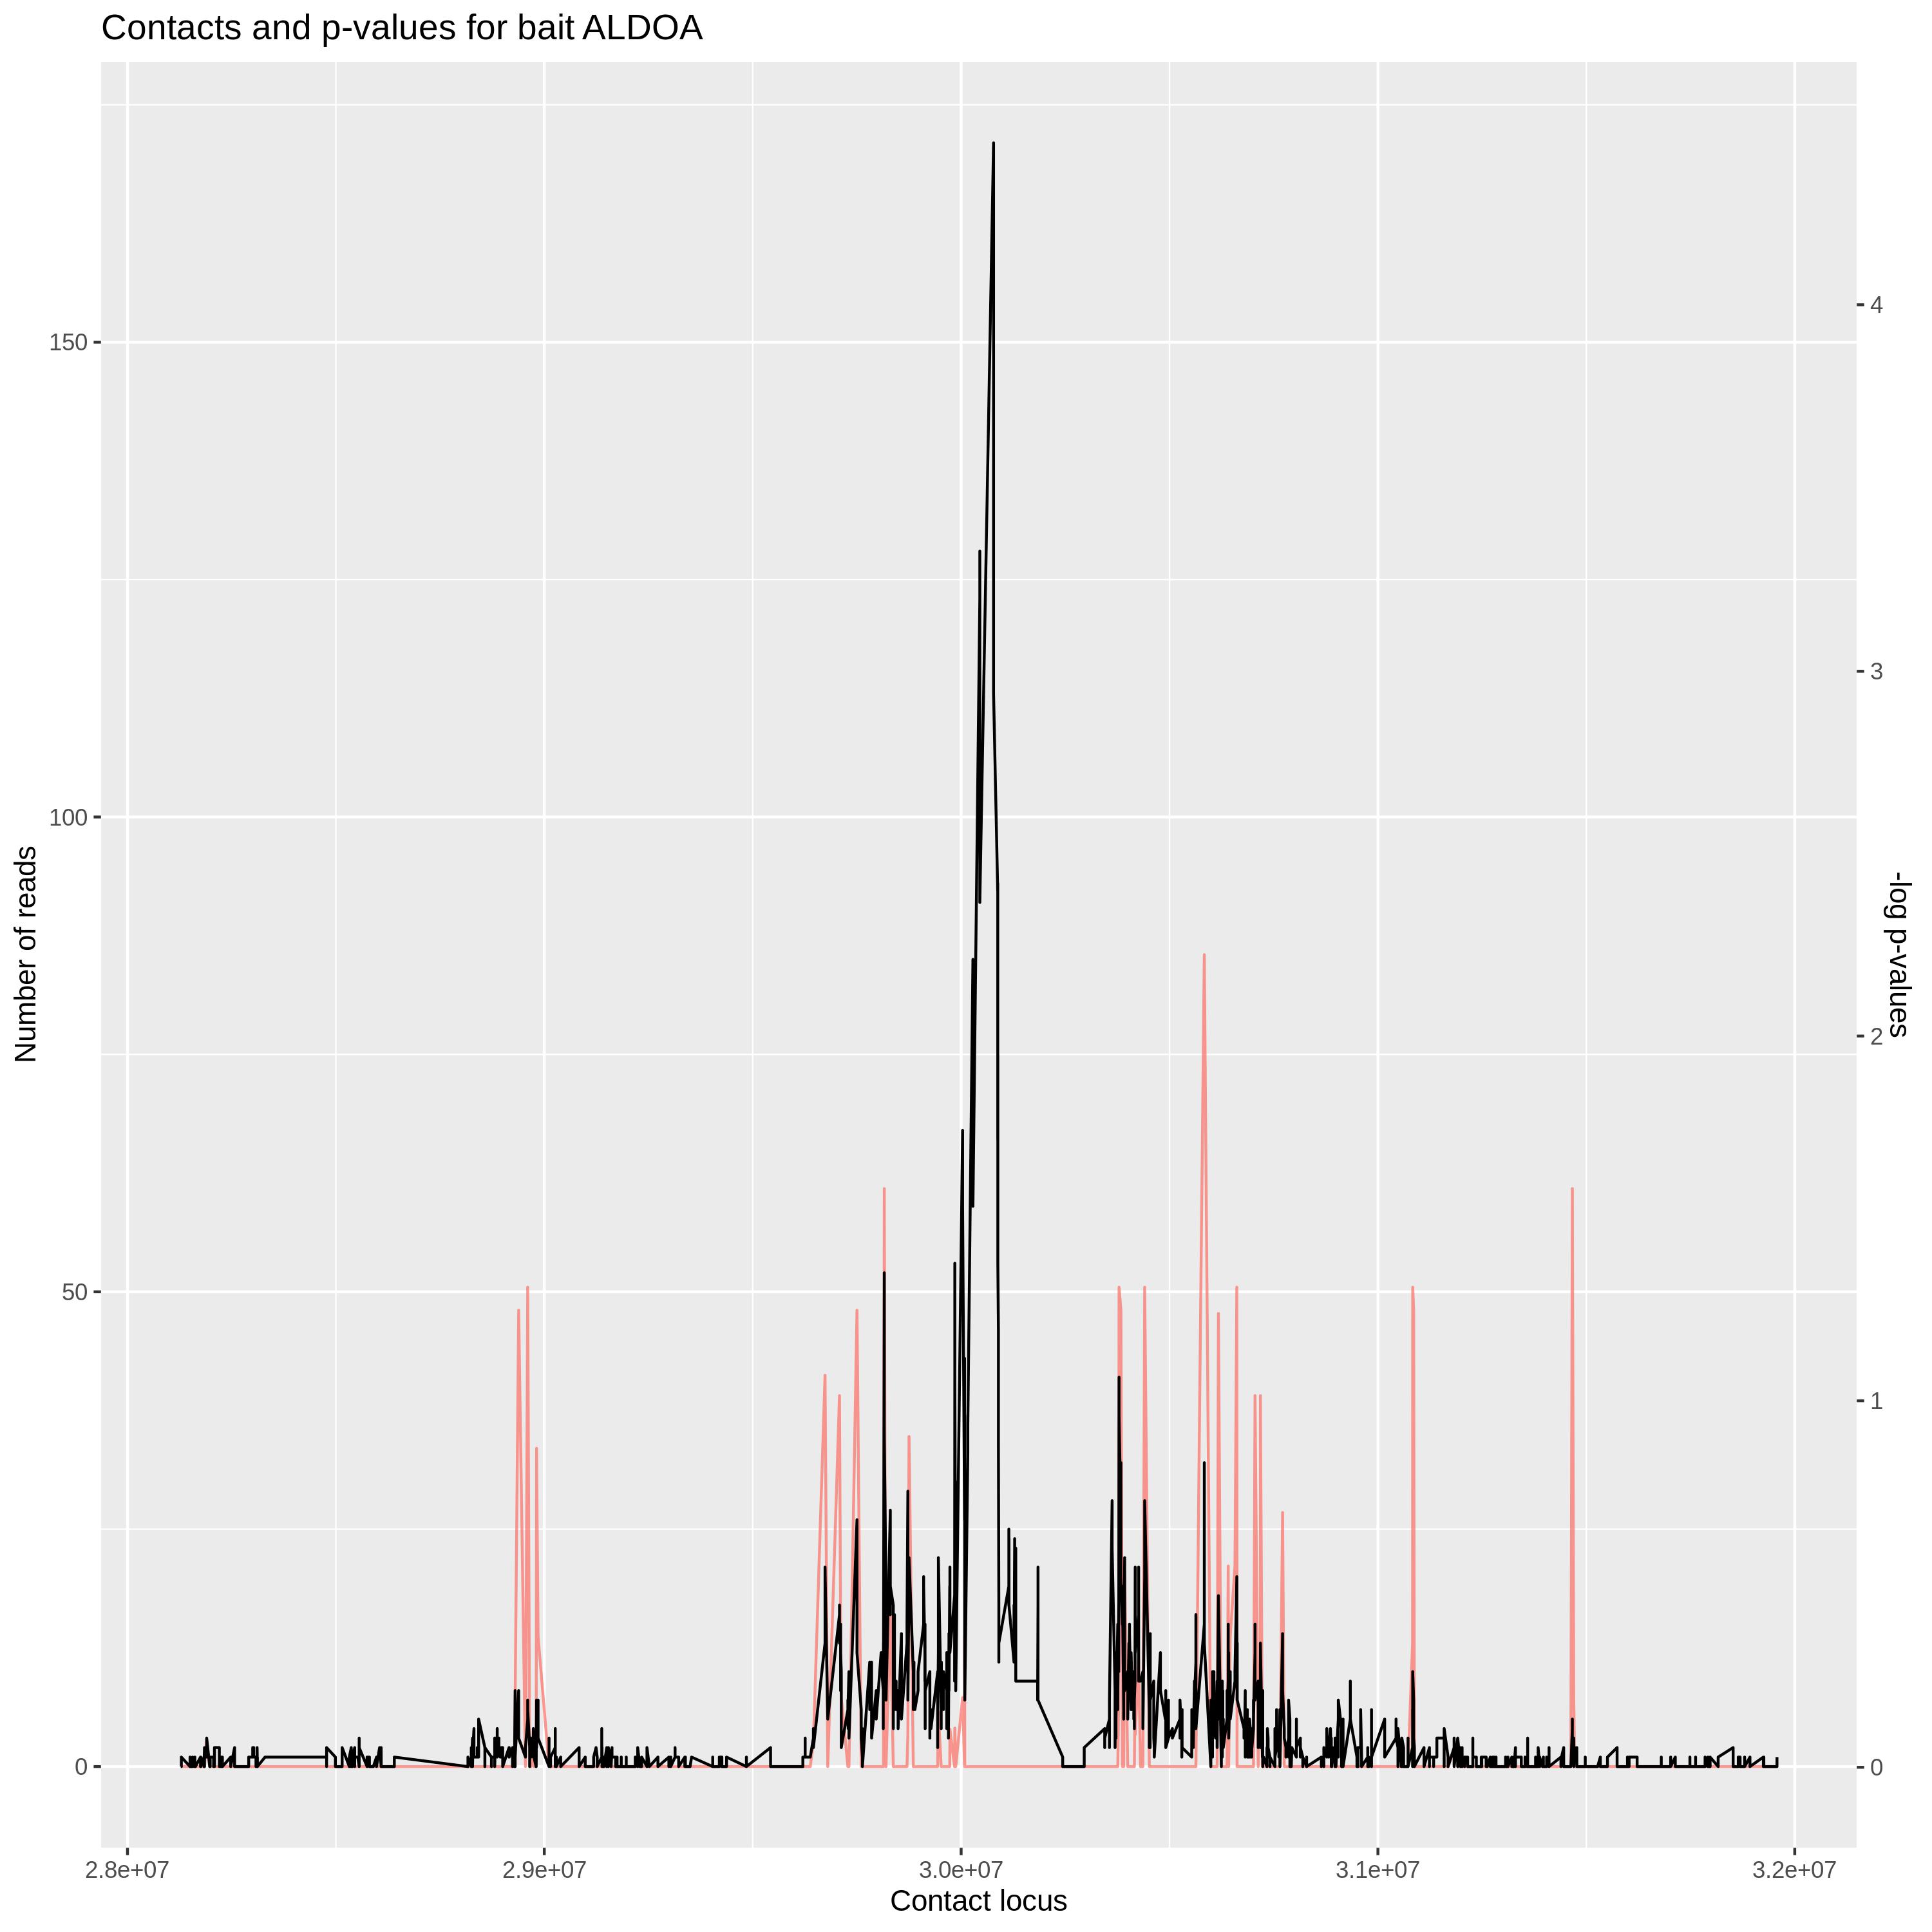 Contacts and p-values for bait ALDOA
Number of reads
150
100
50
0
4
3
2
1
0
-log p-values
2.8e+07
2.9e+07
3.0e+07
3.1e+07
3.2e+07
Contact locus